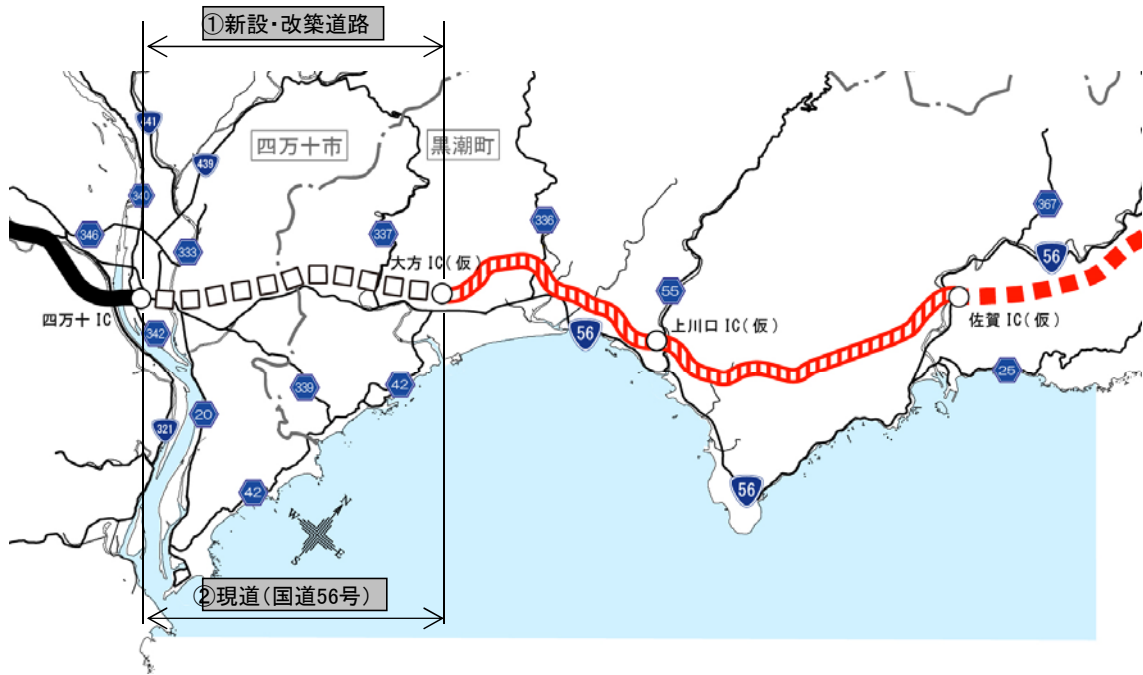 ①新設・改築道路
441
四万十市
黒潮町
439
340
346
333
337
336
367
56
大方 IC(仮)
55
四万十 IC
342
56
上川口 IC(仮)
佐賀 IC(仮)
339
42
25
20
321
42
56
N
W
S
E
②現道(国道56号)